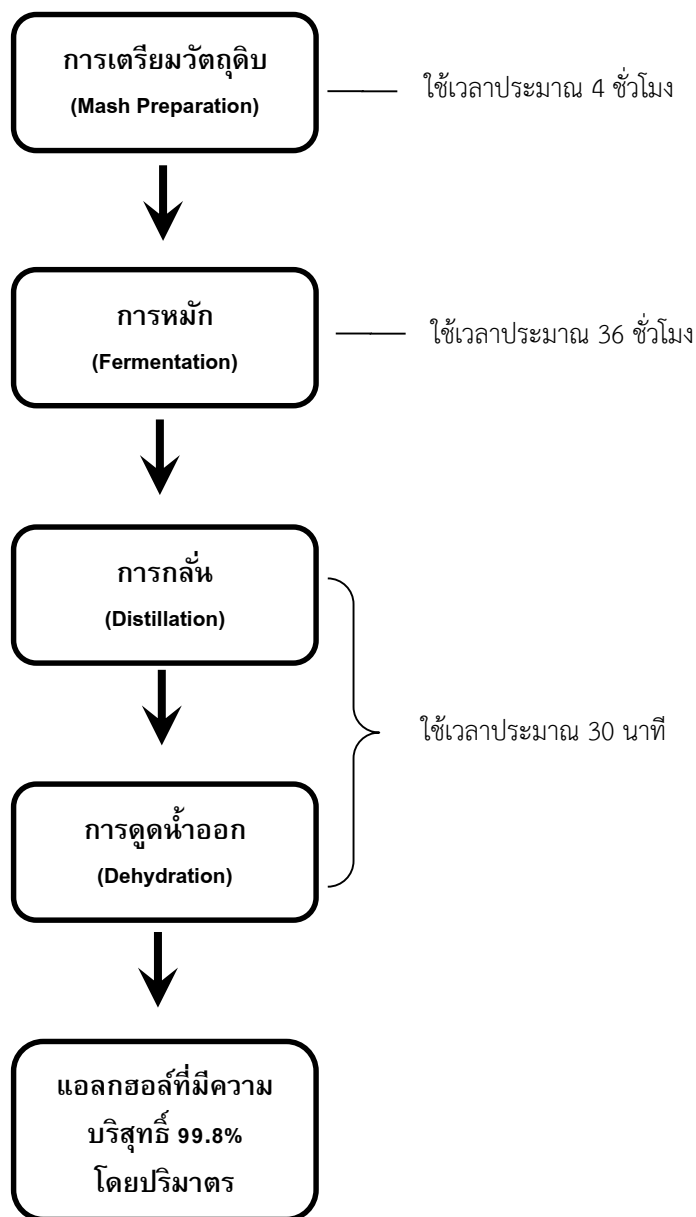 การเตรียมวัตถุดิบ
(Mash Preparation)
ใช้เวลาประมาณ 4 ชั่วโมง
การหมัก
(Fermentation)
ใช้เวลาประมาณ 36 ชั่วโมง
การกลั่น
(Distillation)
ใช้เวลาประมาณ 30 นาที
การดูดน้ำออก
(Dehydration)
แอลกฮอล์ที่มีความ
บริสุทธิ์ 99.8%
โดยปริมาตร